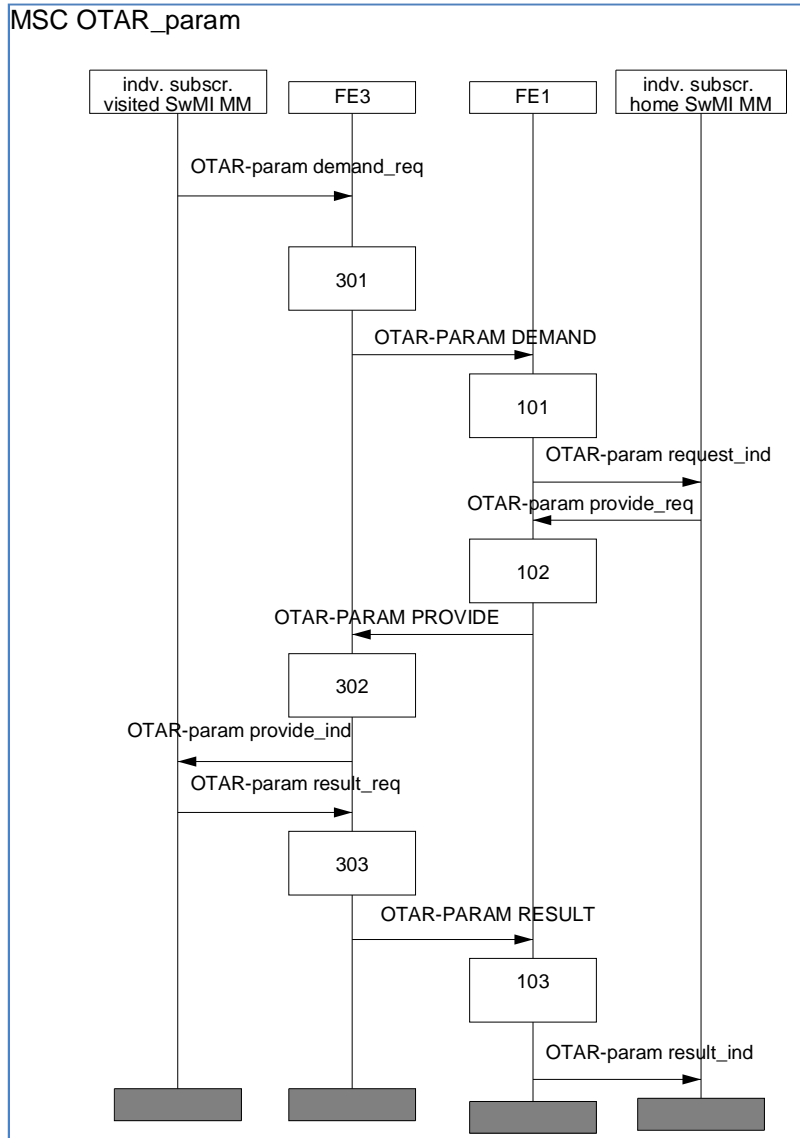 MSC OTAR_param
indv. subscr.
visited SwMI MM
FE3
FE1
indv. subscr.
home SwMI MM
OTAR-param demand_req
301
OTAR-PARAM DEMAND
101
OTAR-param request_ind
OTAR-param provide_req
102
OTAR-PARAM PROVIDE
302
OTAR-param provide_ind
OTAR-param result_req
303
OTAR-PARAM RESULT
103
OTAR-param result_ind